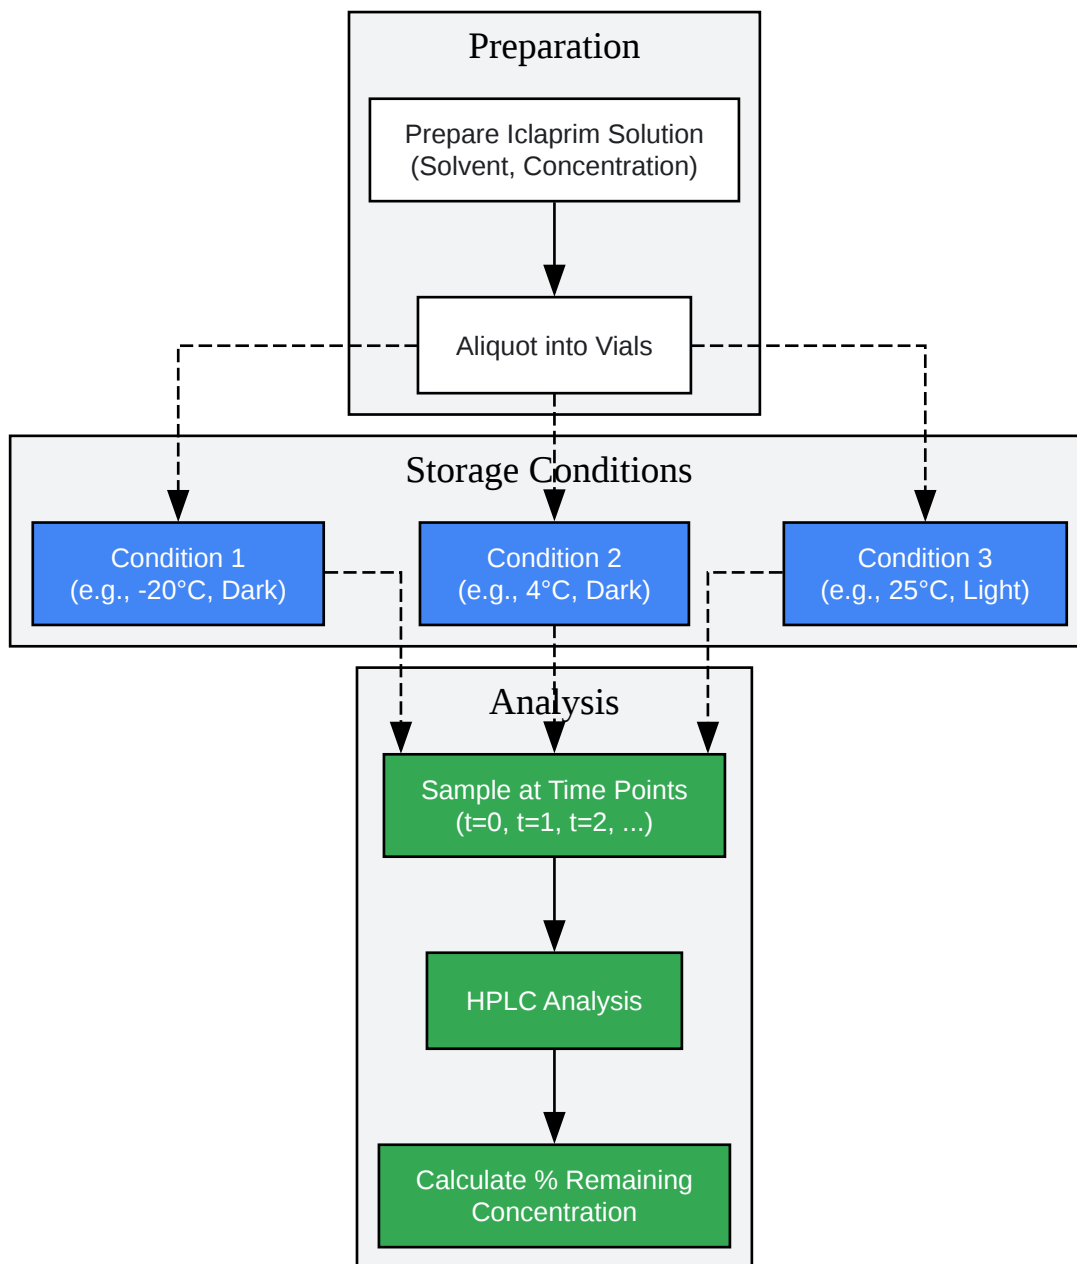 Preparation
Prepare Iclaprim Solution
(Solvent, Concentration)
Aliquot into Vials
Storage Conditions
Condition 1
(e.g., -20°C, Dark)
Condition 2
(e.g., 4°C, Dark)
Condition 3
(e.g., 25°C, Light)
Analysis
Sample at Time Points
(t=0, t=1, t=2, ...)
HPLC Analysis
Calculate % Remaining
Concentration